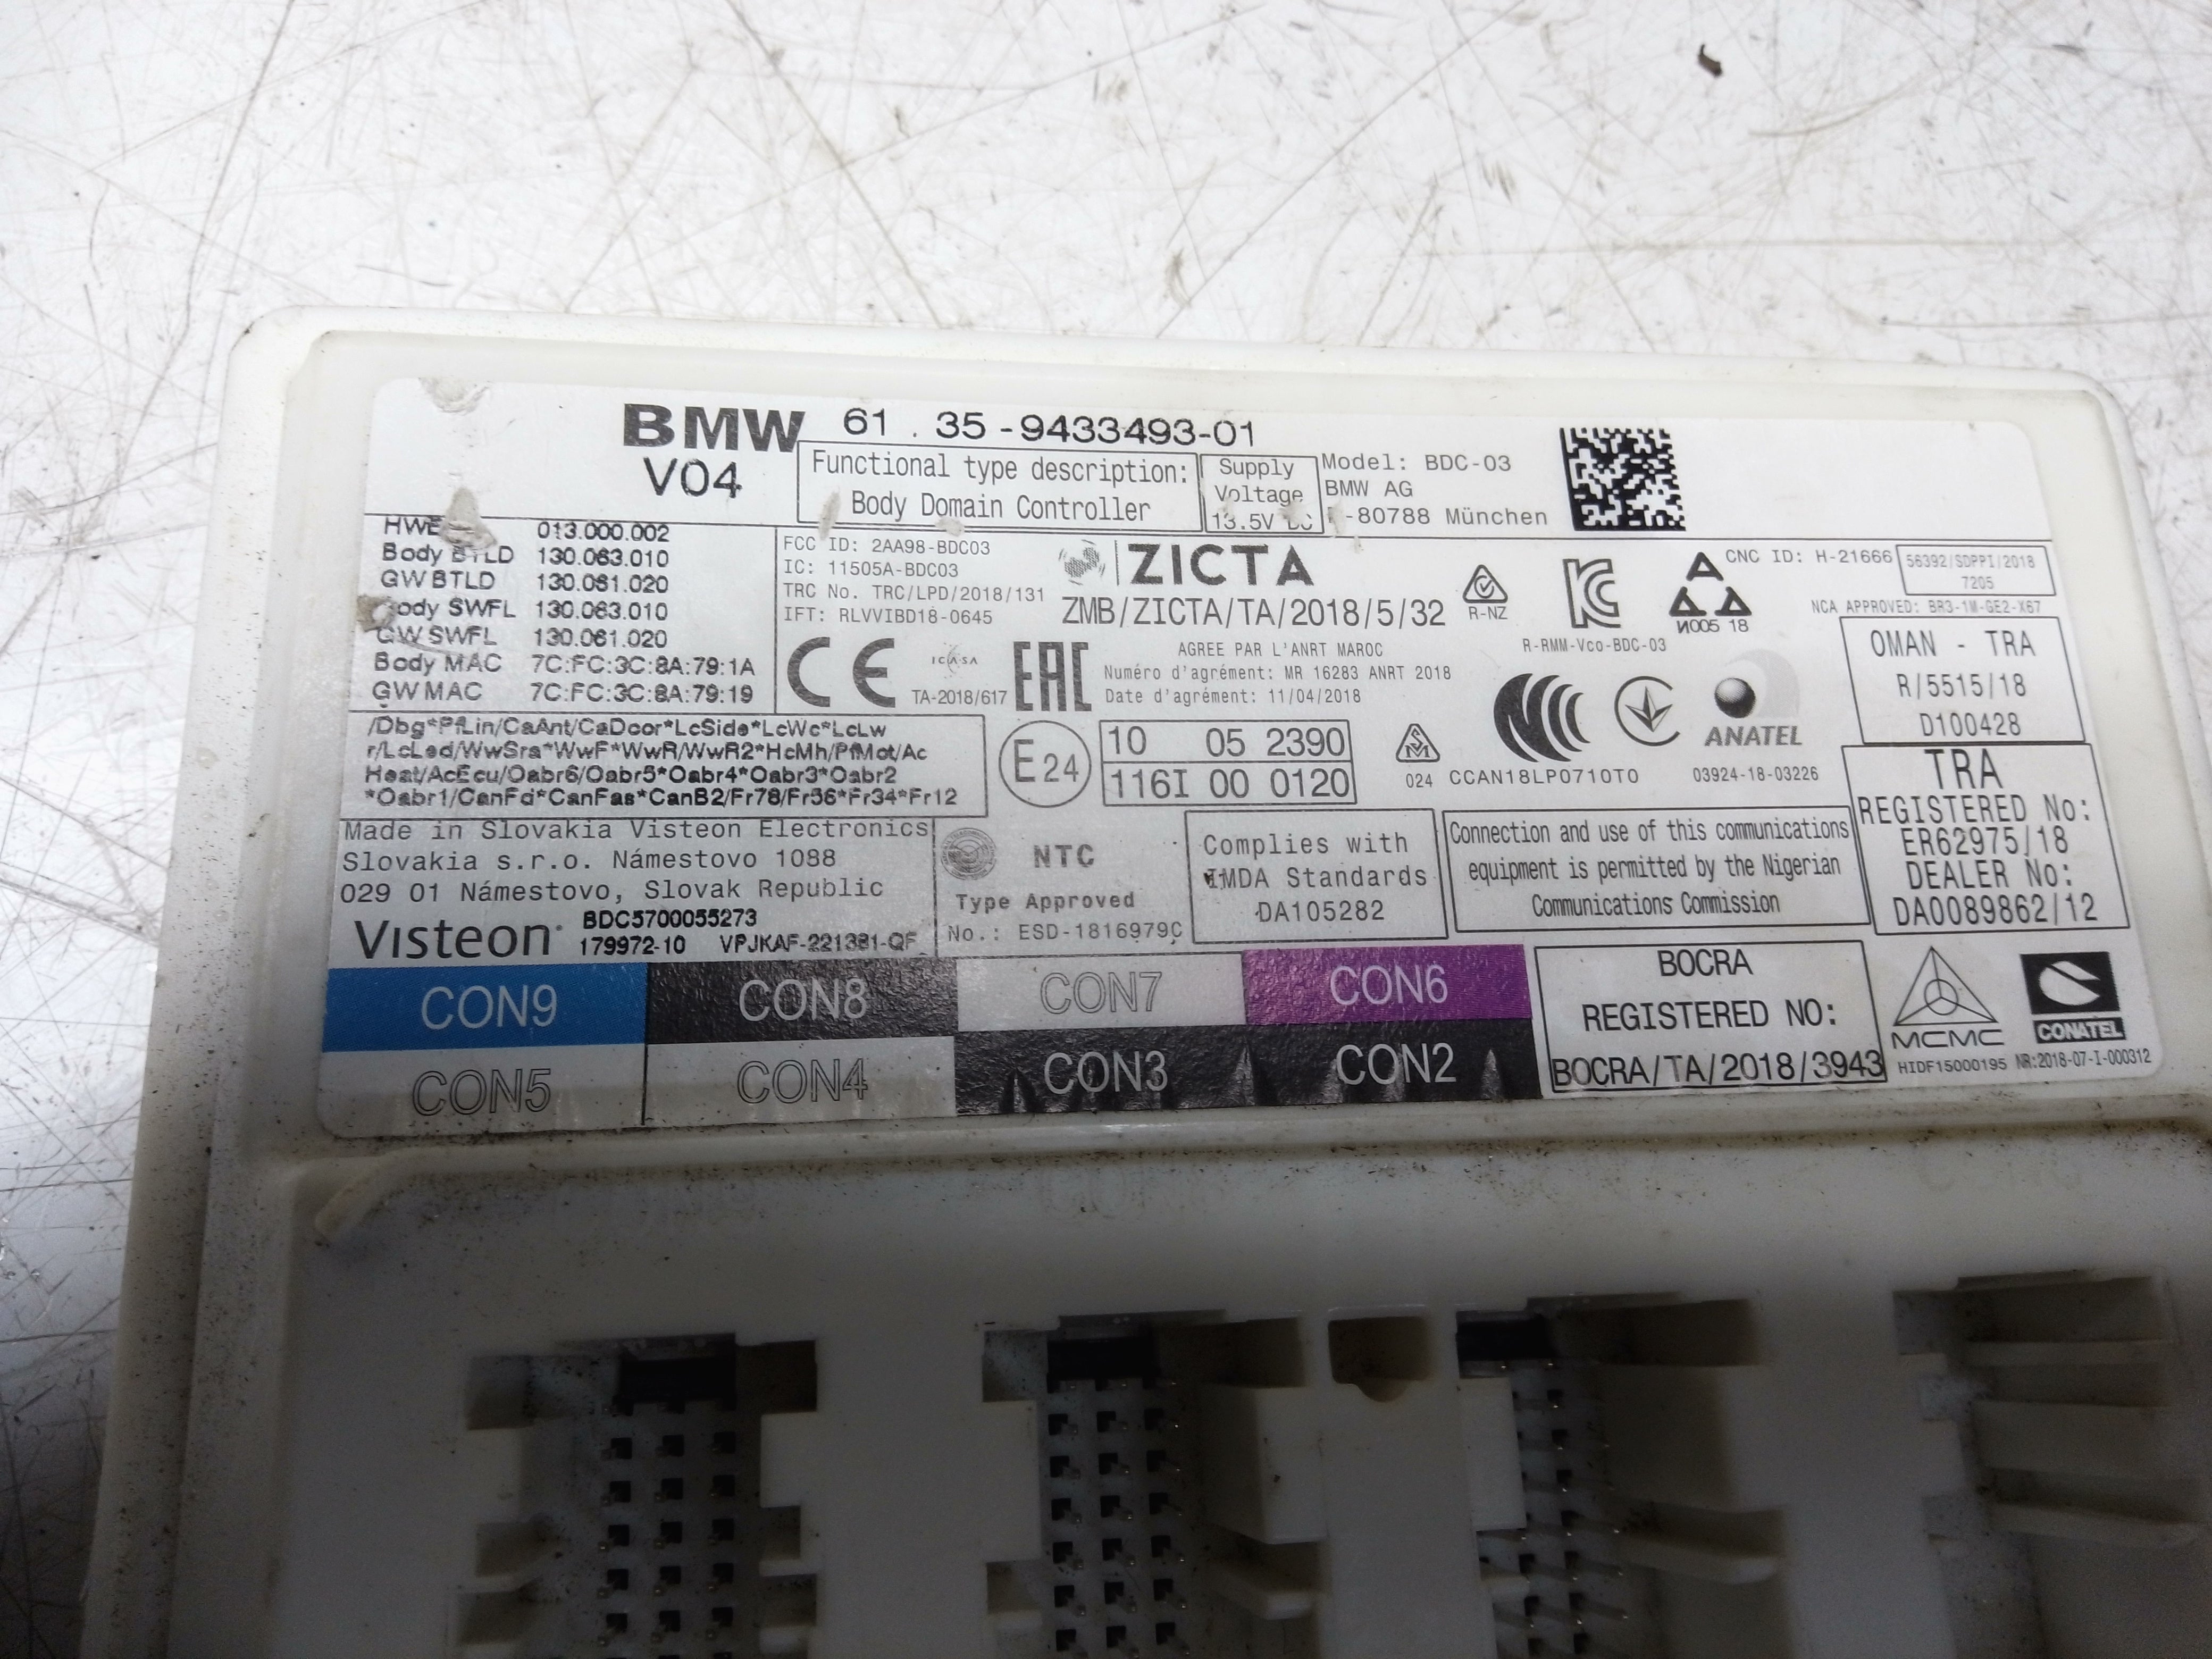 BMW 61 . 35 - 9433493-01
V04
Functional type description:
Body Domain Controller
Supply
Voltage
13.5V DC
Model: BDC-03
BMW AG
-80788 München
013.000.002
Body BTLD 130.063.010
GW BTLD 130.061.020
Body SWFL 130.063.010
GW SWFL 130.061.020
Body MAC 7C:FC:3C:8A:79:1A
GW MAC 7C:FC:3C:8A:79:19
FCC ID: 2AA98-BDC03
IC: 11505A-BDC03
TRC No. TRC/LPD/2018/131
IFT: RLVVIBD18-0645
ZICTA
ZMB/ZICTA/TA/2018/5/32
R-NZ
R-RMM-Vco-BDC-03
И005 18
CNC ID: H-21666
56392/SDPPI/2018
7205
NCA APPROVED: BR3-1M-GE2-X67
OMAN - TRA
R/5515/18
D100428
CE
ICASA
TA-2018/617
EAC
AGREE PAR L'ANRT MAROC
Numéro d'agrément: MR 16283 ANRT 2018
Date d'agrément: 11/04/2018
/Dbg*PfLin/CaAnt/CaDoor*LcSide*LcWc*LcLw
r/LcLed/WwSra*WwF*WwR/WwR2*HcMh/PfMot/Ac
Heat/AcEcu/Oabr6/Oabr5*Oabr4*Oabr3*Oabr2
*Oabr1/CanFd*CanFas*CanB2/Fr78/Fr56*Fr34*Fr12
E24
10 05 2390
116I 00 0120
024
CCAN18LP0710T0
ANATEL
03924-18-03226
TRA
REGISTERED No:
ER62975/18
DEALER No:
DA0089862/12
Made in Slovakia Visteon Electronics
Slovakia s.r.o. Námestovo 1088
029 01 Námestovo, Slovak Republic
Visteon BDC5700055273
179972-10 VPJKAF-221381-QF
NTC
Type Approved
No.: ESD-1816979C
Complies with
IMDA Standards
DA105282
Connection and use of this communications
equipment is permitted by the Nigerian
Communications Commission
CON9 CON8 CON7 CON6
CON5 CON4 CON3 CON2
BOCRA
REGISTERED NO:
BOCRA/TA/2018/3943
MCMC
HIDF15000195
CONATEL
NR:2018-07-I-000312